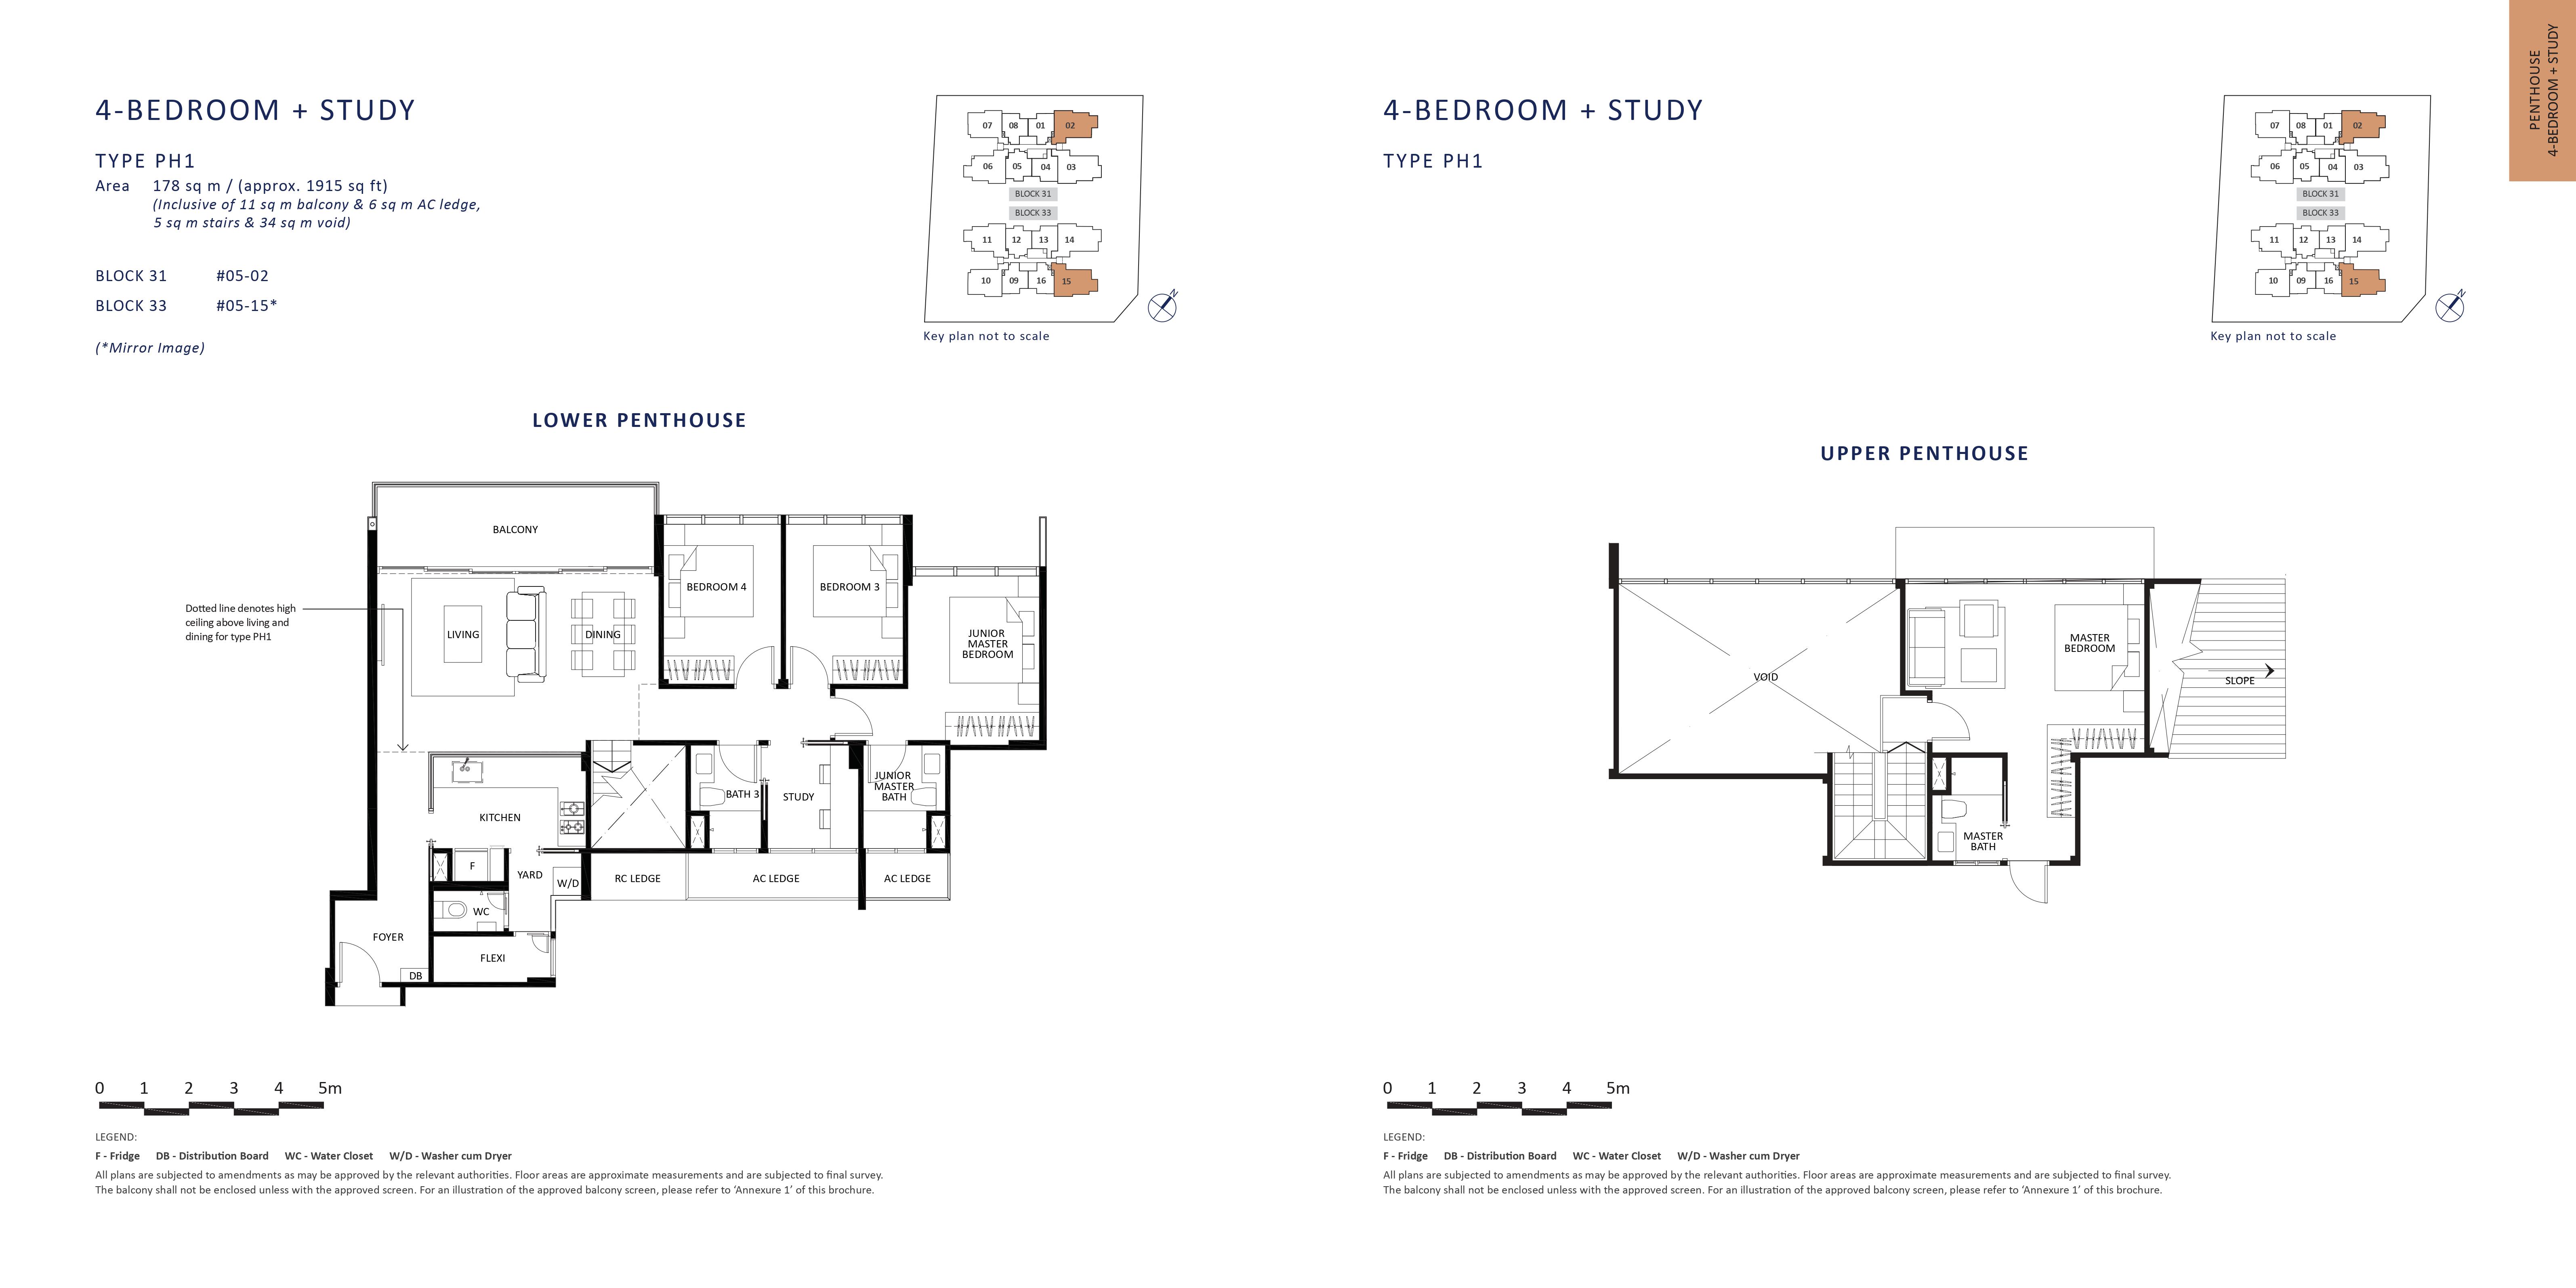 4-BEDROOM + STUDY
TYPE PH1
Area 178 sq m / (approx. 1915 sq ft)
(Inclusive of 11 sq m balcony & 6 sq m AC ledge,
5 sq m stairs & 34 sq m void)
BLOCK 31 #05-02
BLOCK 33 #05-15*
(*Mirror Image)
07 08 01 02
06 05 04 03
BLOCK 31
BLOCK 33
11 12 13 14
10 09 16 15
N
Key plan not to scale
LOWER PENTHOUSE
BALCONY
BEDROOM 4
BEDROOM 3
Dotted line denotes high
ceiling above living and
dining for type PH1
LIVING
DINING
JUNIOR
MASTER
BEDROOM
KITCHEN
BATH 3
STUDY
JUNIOR
MASTER
BATH
F
YARD
W/D
RC LEDGE
AC LEDGE
AC LEDGE
WC
FOYER
FLEXI
DB
0 1 2 3 4 5m
LEGEND:
F - Fridge DB - Distribution Board WC - Water Closet W/D - Washer cum Dryer
All plans are subjected to amendments as may be approved by the relevant authorities. Floor areas are approximate measurements and are subjected to final survey.
The balcony shall not be enclosed unless with the approved screen. For an illustration of the approved balcony screen, please refer to ‘Annexure 1’ of this brochure.
4-BEDROOM + STUDY
TYPE PH1
07 08 01 02
06 05 04 03
BLOCK 31
BLOCK 33
11 12 13 14
10 09 16 15
N
Key plan not to scale
PENTHOUSE
4-BEDROOM + STUDY
UPPER PENTHOUSE
VOID
MASTER
BEDROOM
SLOPE
MASTER
BATH
0 1 2 3 4 5m
LEGEND:
F - Fridge DB - Distribution Board WC - Water Closet W/D - Washer cum Dryer
All plans are subjected to amendments as may be approved by the relevant authorities. Floor areas are approximate measurements and are subjected to final survey.
The balcony shall not be enclosed unless with the approved screen. For an illustration of the approved balcony screen, please refer to ‘Annexure 1’ of this brochure.